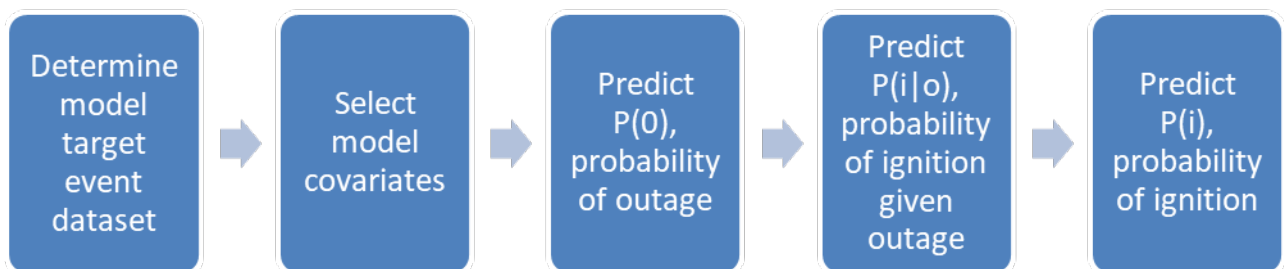 Determine
model
target
event
dataset
Select
model
covariates
Predict
P(0),
probability
of outage
Predict
P(i|o),
probability
of ignition
given
outage
Predict
P(i),
probability
of ignition